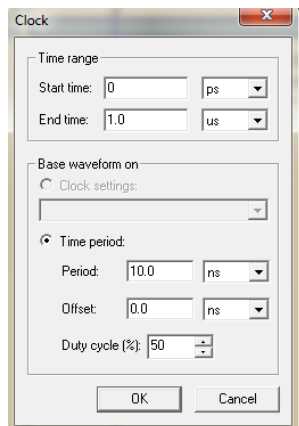 Clock
Time range
Start time: 0 ps
End time: 1.0 us
Base waveform on
Clock settings:
Time period:
Period: 10.0 ns
Offset: 0.0 ns
Duty cycle (%): 50
OK Cancel